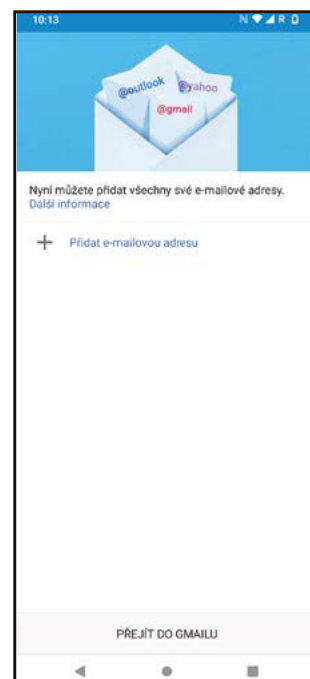 10:13 N R
@outlook @yahoo
@gmail
Nyní můžete přidat všechny své e-mailové adresy.
Další informace
Přidat e-mailovou adresu
PŘEJÍT DO GMAILU